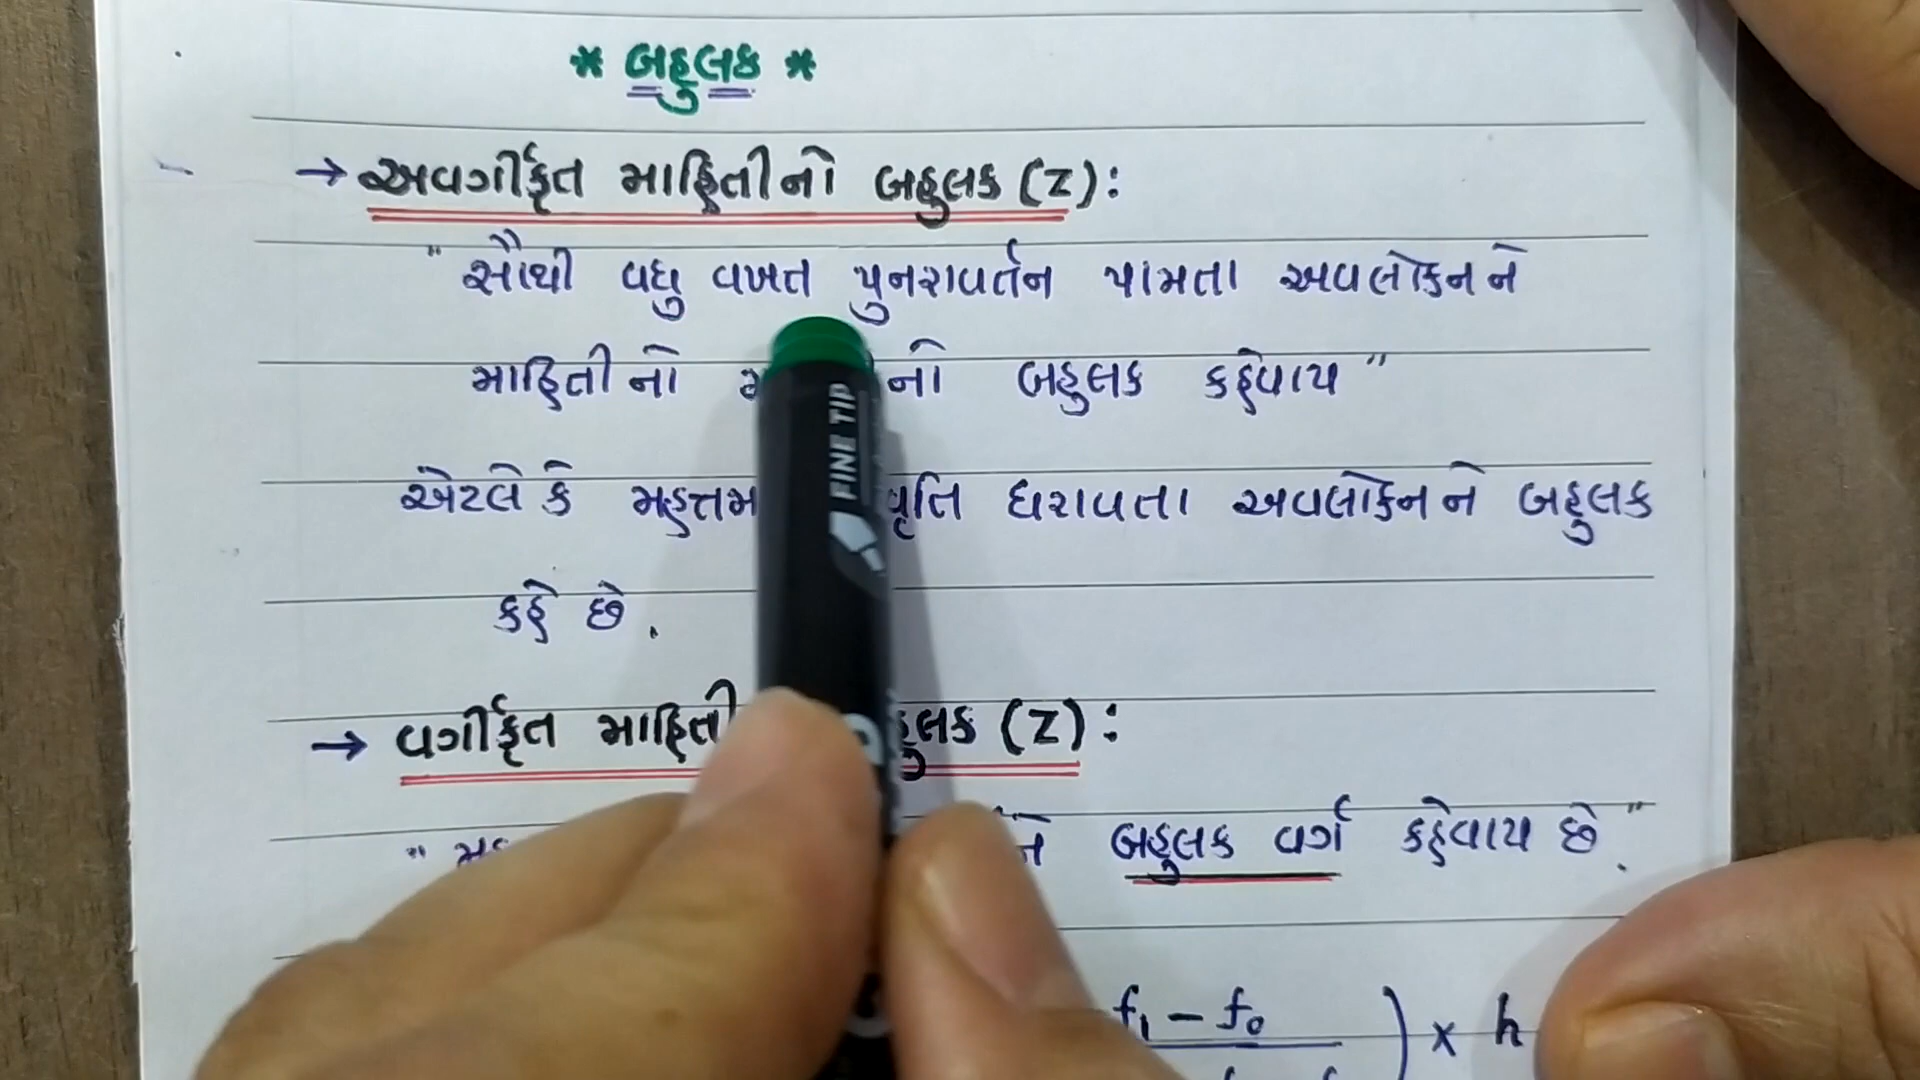 * બહુલક *
→ અવર્ગીકૃત માહિતીનો બહુલક (Z):
" સૌથી વધુ વખત પુનરાવર્તન પામતા અવલોકનને
માહિતીનો નો બહુલક કહેવાય "
એટલે કે મહત્તમ ધરાવતા અવલોકનને બહુલક
કહે છે.
→ વર્ગીકૃત (Z):
" બહુલક વર્ગ કહેવાય છે."
f₁ - f₀ ) × h
FINE TIP